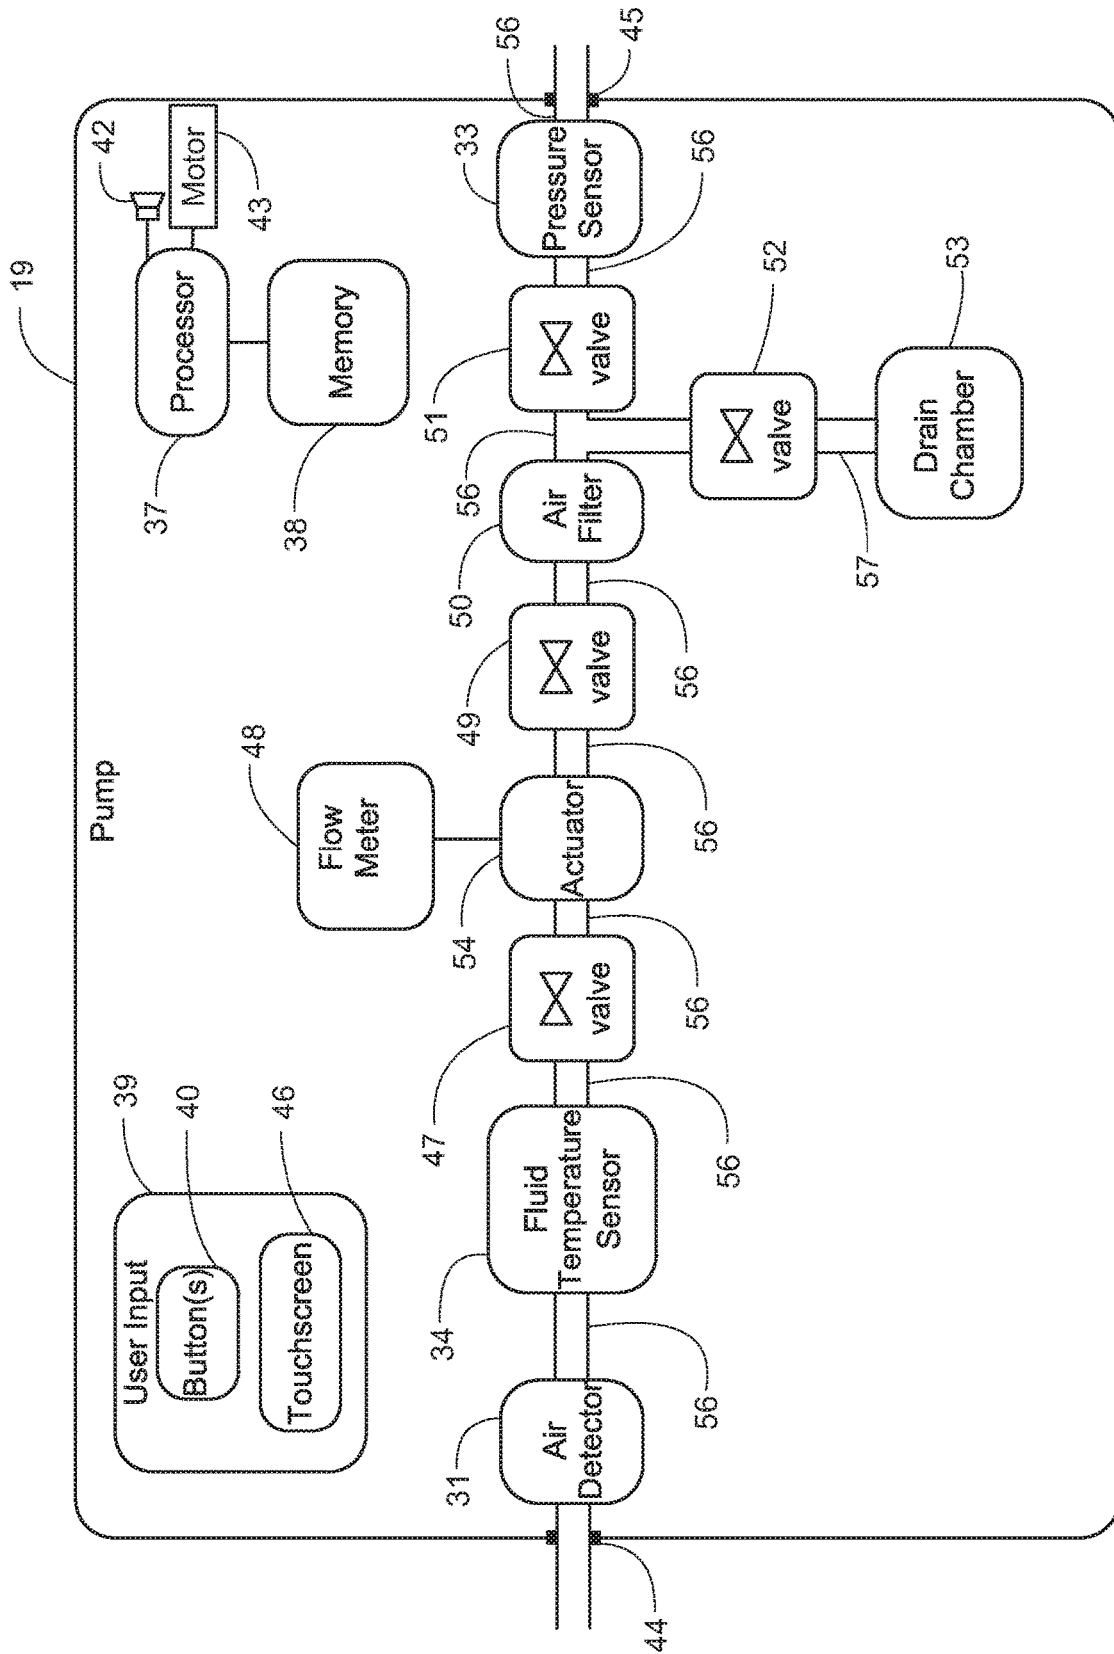 19
Pump
39
User Input
40
Button(s)
46
Touchscreen
48
Flow
Meter
42
37
Processor
Motor
43
38
Memory
31
Air
Detector
34
Fluid
Temperature
Sensor
47
valve
54
Actuator
49
valve
50
Air
Filter
56
51
valve
33
Pressure
Sensor
56
45
44
56
56
56
56
56
56
52
valve
57
53
Drain
Chamber